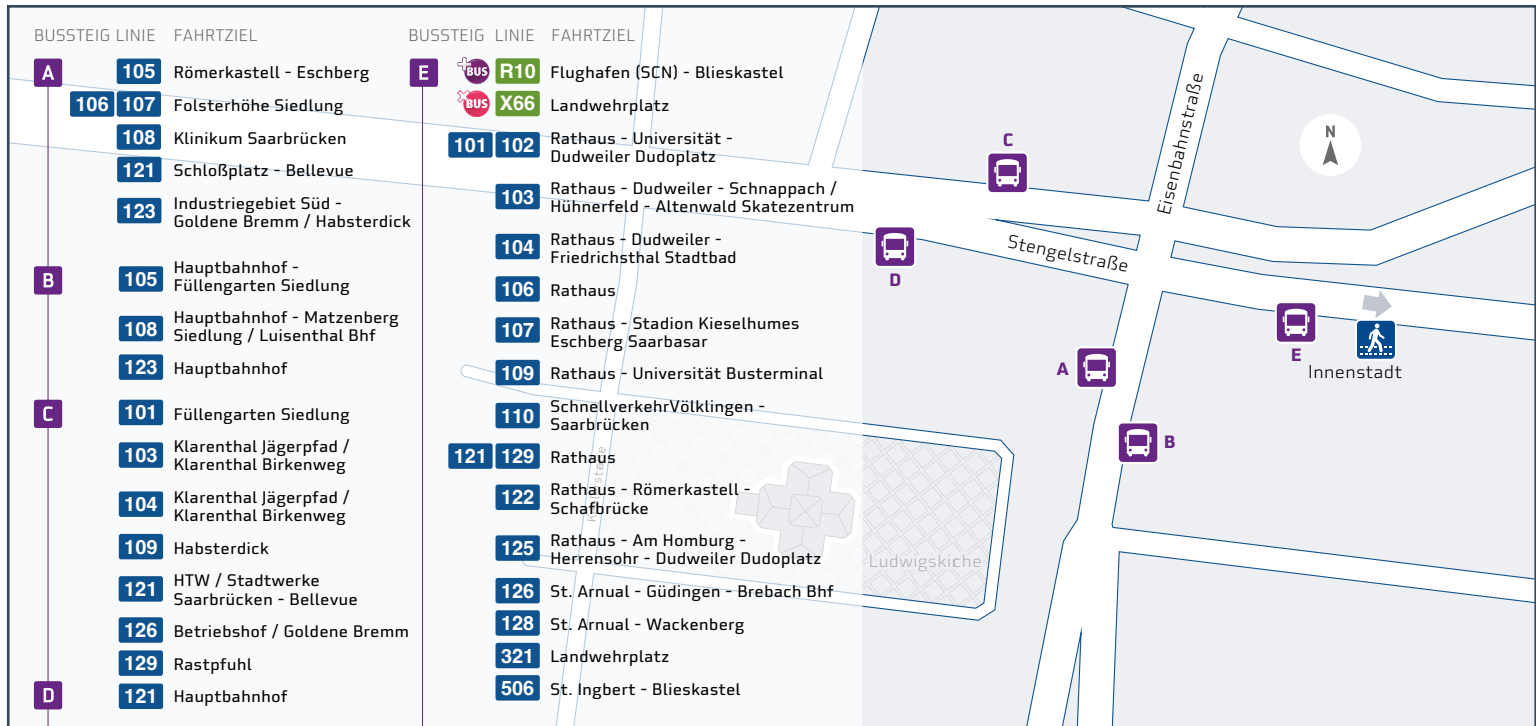 BUSSTEIG LINIE FAHRTZIEL
A 105 Römerkastell - Eschberg
106 107 Folsterhöhe Siedlung
108 Klinikum Saarbrücken
121 Schloßplatz - Bellevue
123 Industriegebiet Süd -
Goldene Bremm / Habsterdick
B 105 Hauptbahnhof -
Füllengarten Siedlung
108 Hauptbahnhof - Matzenberg
Siedlung / Luisenthal Bhf
123 Hauptbahnhof
C 101 Füllengarten Siedlung
103 Klarenthal Jägerpfad /
Klarenthal Birkenweg
104 Klarenthal Jägerpfad /
Klarenthal Birkenweg
109 Habsterdick
121 HTW / Stadtwerke
Saarbrücken - Bellevue
126 Betriebshof / Goldene Bremm
129 Rastpfuhl
D 121 Hauptbahnhof
BUSSTEIG LINIE FAHRTZIEL
E +BUS R10 Flughafen (SCN) - Blieskastel
×BUS X66 Landwehrplatz
101 102 Rathaus - Universität -
Dudweiler Dudoplatz
103 Rathaus - Dudweiler - Schnappach /
Hühnerfeld - Altenwald Skatezentrum
104 Rathaus - Dudweiler -
Friedrichsthal Stadtbad
106 Rathaus
107 Rathaus - Stadion Kieselhumes
Eschberg Saarbasar
109 Rathaus - Universität Busterminal
110 SchnellverkehrVölklingen -
Saarbrücken
121 129 Rathaus
122 Rathaus - Römerkastell -
Schafbrücke
125 Rathaus - Am Homburg -
Herrensohr - Dudweiler Dudoplatz
126 St. Arnual - Güdingen - Brebach Bhf
128 St. Arnual - Wackenberg
321 Landwehrplatz
506 St. Ingbert - Blieskastel
Eisenbahnstraße
N
C
Stengelstraße
D
E
Innenstadt
A
B
Ludwigskirche